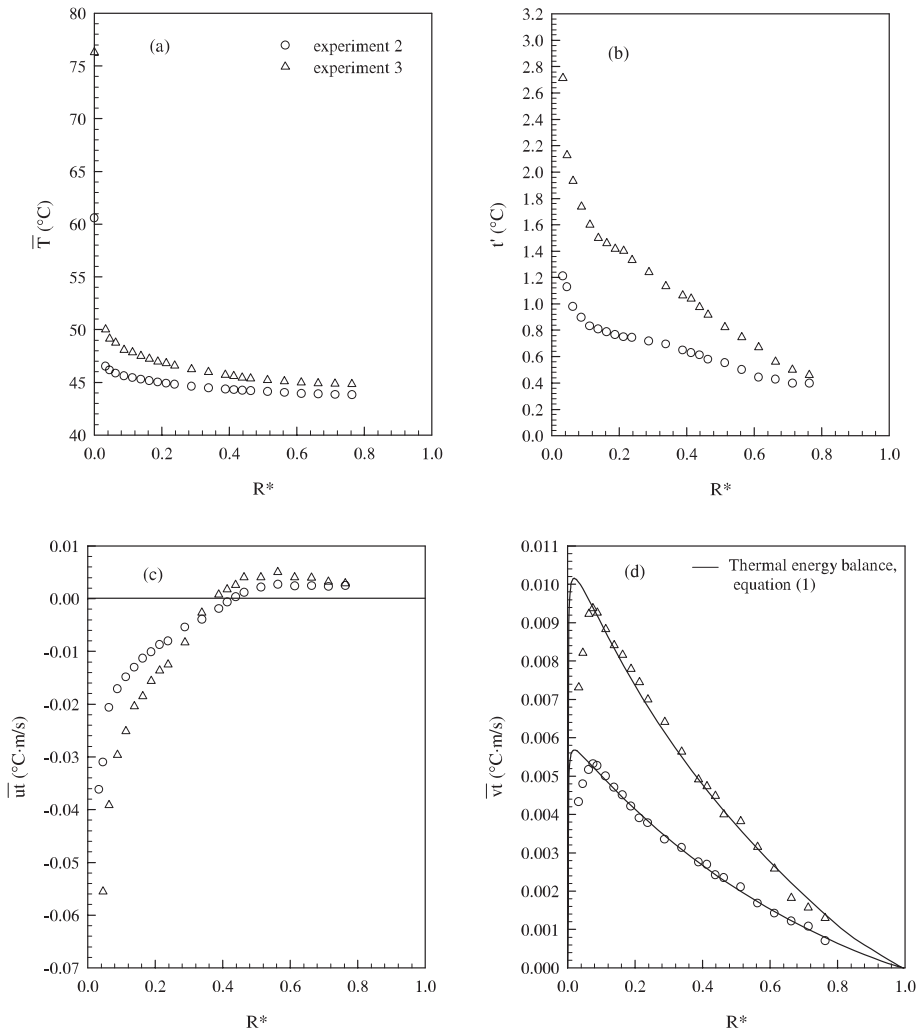 80
75
70
65
60
55
50
45
40
0.0 0.2 0.4 0.6 0.8 1.0
R*
T (°C)
(a)
experiment 2
experiment 3
3.2
3.0
2.8
2.6
2.4
2.2
2.0
1.8
1.6
1.4
1.2
1.0
0.8
0.6
0.4
0.2
0.0
0.0 0.2 0.4 0.6 0.8 1.0
R*
t' (°C)
(b)
0.01
0.00
-0.01
-0.02
-0.03
-0.04
-0.05
-0.06
-0.07
0.0 0.2 0.4 0.6 0.8 1.0
R*
ut (°C·m/s)
(c)
0.011
0.010
0.009
0.008
0.007
0.006
0.005
0.004
0.003
0.002
0.001
0.000
0.0 0.2 0.4 0.6 0.8 1.0
R*
vt (°C·m/s)
(d)
Thermal energy balance,
equation (1)